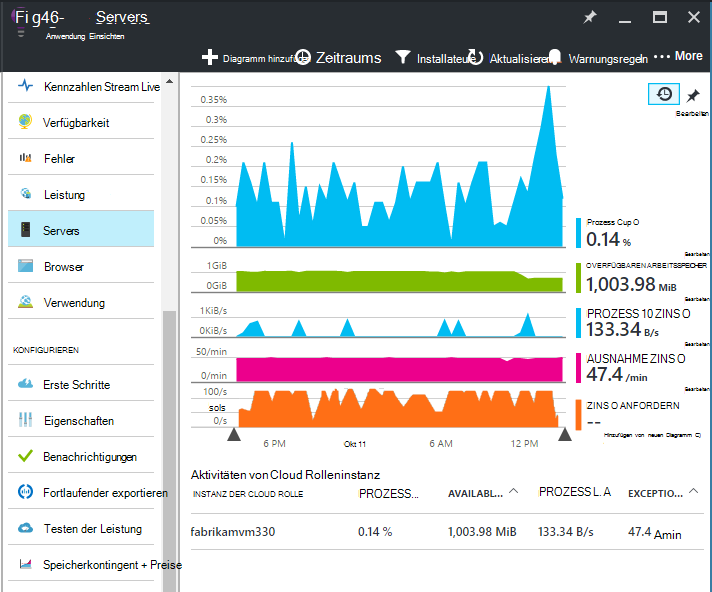 Fig46-
Servers
Anwendung Einsichten
Diagramm hinzufüg
Zeitraums
Installateure
Aktualisieren
Warnungsregeln
More
Kennzahlen Stream Live
Verfügbarkeit
Fehler
Leistung
Servers
Browser
Verwendung
KONFIGURIEREN
Erste Schritte
Eigenschaften
Benachrichtigungen
Fortlaufender exportieren
Testen der Leistung
Speicherkontingent + Preise
Bearbeiten
0.35%
0.3%
0.25%
0.2%
0.15%
0.1%
0.05%
0%
Prozess Cup O
0.14 %
Bearbeiten
1GiB
0GiB
OVERFÜGBAREN ARBEITSSPECHER
1,003.98 MiB
Bearbeiten
1KiB/s
0KiB/s
PROZESS 10 ZINS O
133.34 B/s
Bearbeiten
50/min
0/min
AUSNAHME ZINS O
47.4 /min
Bearbeiten
100/s
sols
0/s
ZINS O ANFORDERN
--
Hinzufügen von neuen Diagramm C)
6 PM
Okt 11
6 AM
12 PM
Aktivitäten von Cloud Rolleninstanz
INSTANZ DER CLOUD ROLLE
PROZESS...
AVAILABL...
PROZESS L. A
EXCEPTIO...
fabrikamvm330
0.14 %
1,003.98 MiB
133.34 B/s
47.4 Amin